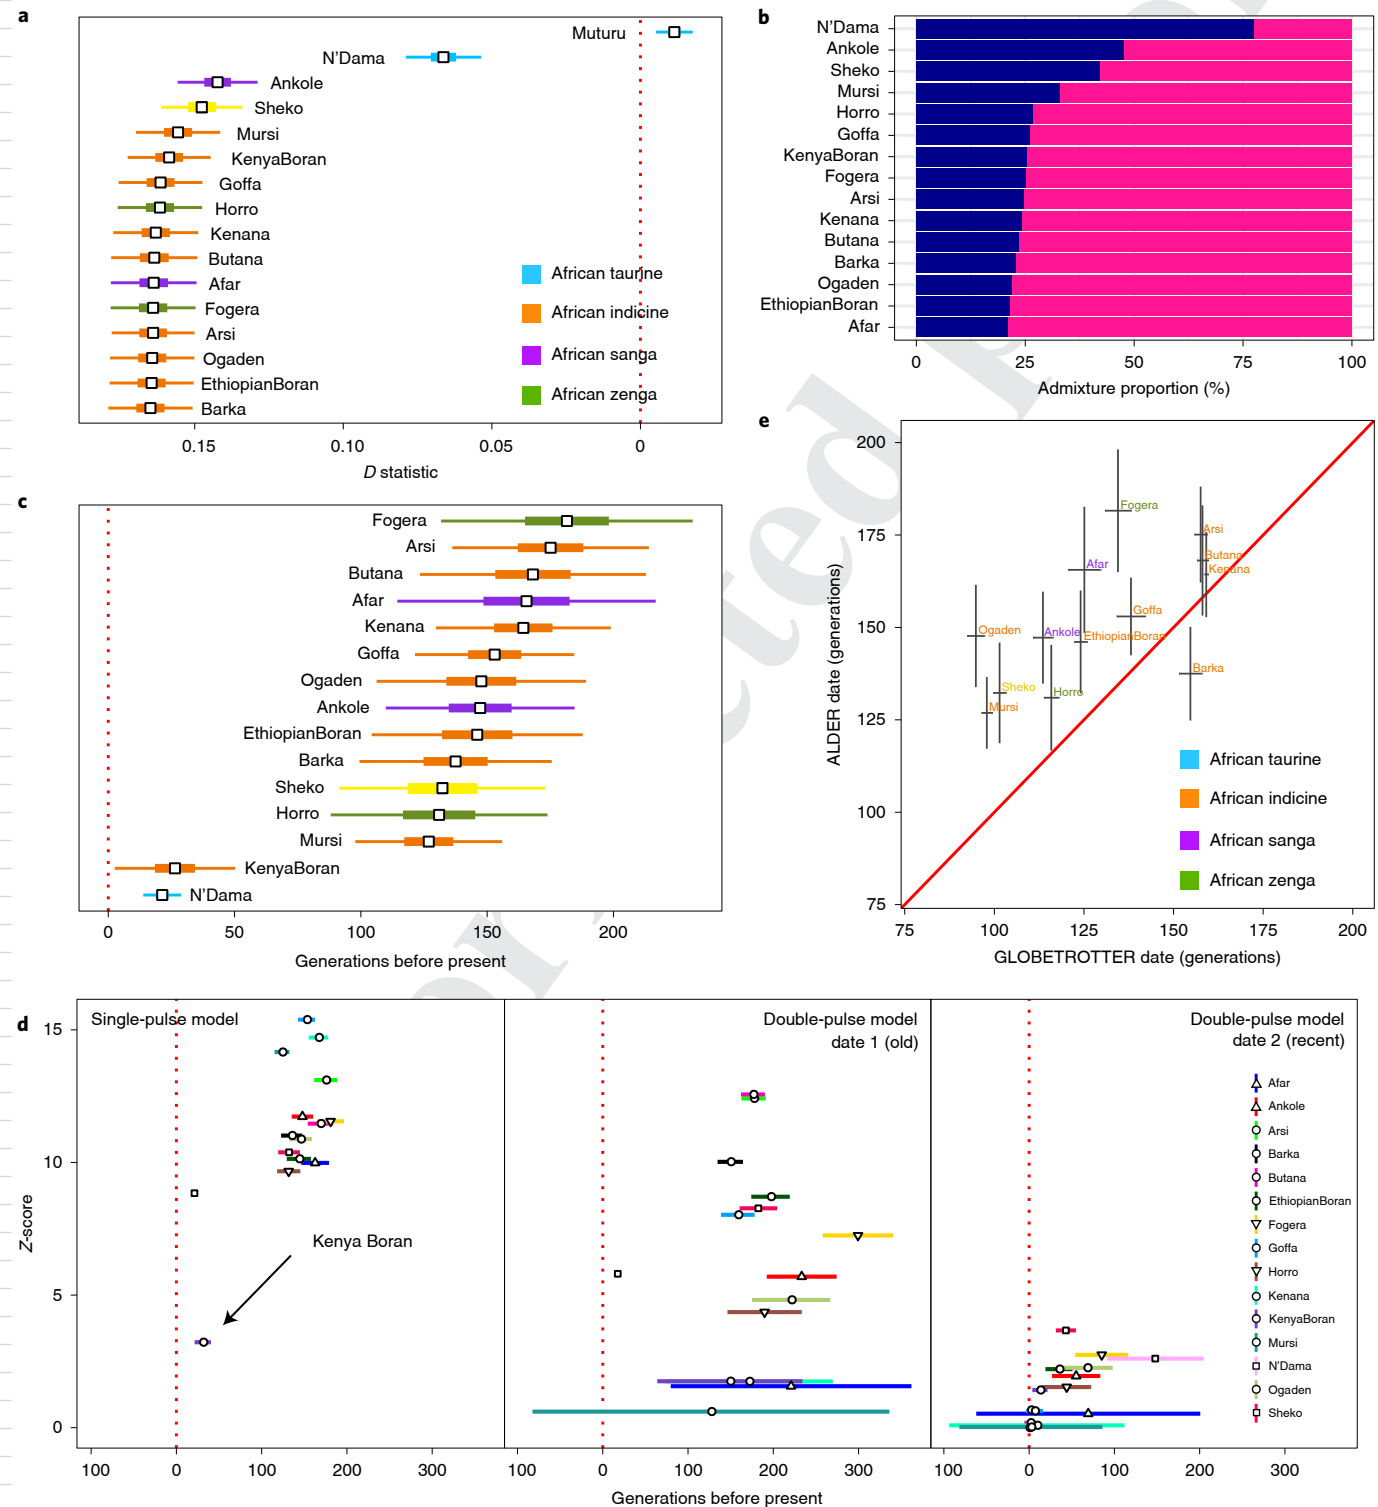 a
Muturu
N'Dama
Ankole
Sheko
Mursi
KenyaBoran
Goffa
Horro
Kenana
Butana
Afar
Fogera
Arsi
Ogaden
EthiopianBoran
Barka
African taurine
African indicine
African sanga
African zenga
0.15
0.10
0.05
0
D statistic
b
N'Dama
Ankole
Sheko
Mursi
Horro
Goffa
KenyaBoran
Fogera
Arsi
Kenana
Butana
Barka
Ogaden
EthiopianBoran
Afar
0
25
50
75
100
Admixture proportion (%)
c
Fogera
Arsi
Butana
Afar
Kenana
Goffa
Ogaden
Ankole
EthiopianBoran
Barka
Sheko
Horro
Mursi
KenyaBoran
N'Dama
0
50
100
150
200
Generations before present
e
200
175
150
125
100
75
ALDER date (generations)
Fogera
Arsi
Butana
Kenana
Afar
Goffa
Ogaden
Ankole
EthiopianBoran
Barka
Sheko
Horro
Mursi
African taurine
African indicine
African sanga
African zenga
75
100
125
150
175
200
GLOBETROTTER date (generations)
d
Single-pulse model
Double-pulse model
date 1 (old)
Double-pulse model
date 2 (recent)
15
10
5
0
Z-score
Kenya Boran
Afar
Ankole
Arsi
Barka
Butana
EthiopianBoran
Fogera
Goffa
Horro
Kenana
KenyaBoran
Mursi
N'Dama
Ogaden
Sheko
100
0
100
200
300
100
0
100
200
300
100
0
100
200
300
Generations before present